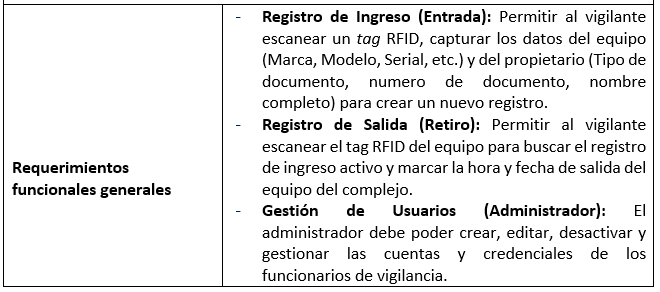 - Registro de Ingreso (Entrada): Permitir al vigilante
escanear un tag RFID, capturar los datos del equipo
(Marca, Modelo, Serial, etc.) y del propietario (Tipo de
documento, numero de documento, nombre
completo) para crear un nuevo registro.
- Registro de Salida (Retiro): Permitir al vigilante
escanear el tag RFID del equipo para buscar el registro
de ingreso activo y marcar la hora y fecha de salida del
equipo del complejo.
- Gestión de Usuarios (Administrador): El
administrador debe poder crear, editar, desactivar y
gestionar las cuentas y credenciales de los
funcionarios de vigilancia.
Requerimientos
funcionales generales